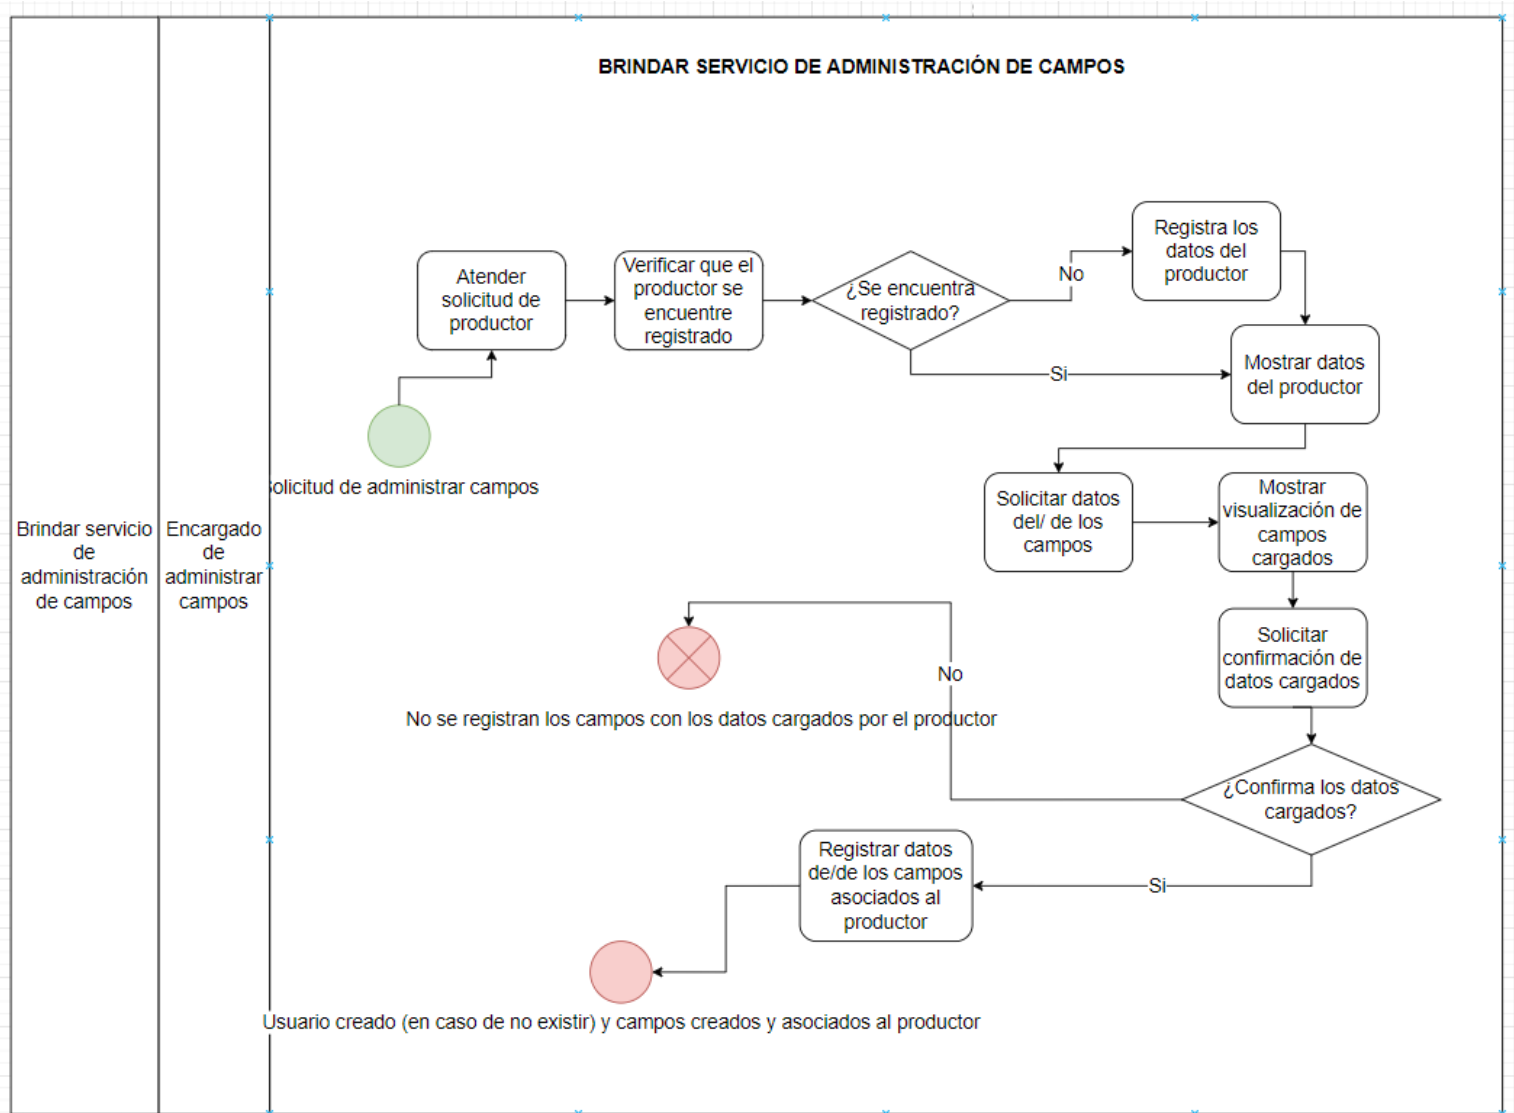 BRINDAR SERVICIO DE ADMINISTRACIÓN DE CAMPOS
Brindar servicio
de
administración
de campos
Encargado
de
administrar
campos
Solicitud de administrar campos
Atender
solicitud de
productor
Verificar que el
productor se
encuentre
registrado
¿Se encuentra
registrado?
No
Registra los
datos del
productor
Si
Mostrar datos
del productor
Solicitar datos
del/ de los
campos
Mostrar
visualización de
campos
cargados
Solicitar
confirmación de
datos cargados
¿Confirma los datos
cargados?
No
No se registran los campos con los datos cargados por el productor
Si
Registrar datos
de/de los campos
asociados al
productor
Usuario creado (en caso de no existir) y campos creados y asociados al productor